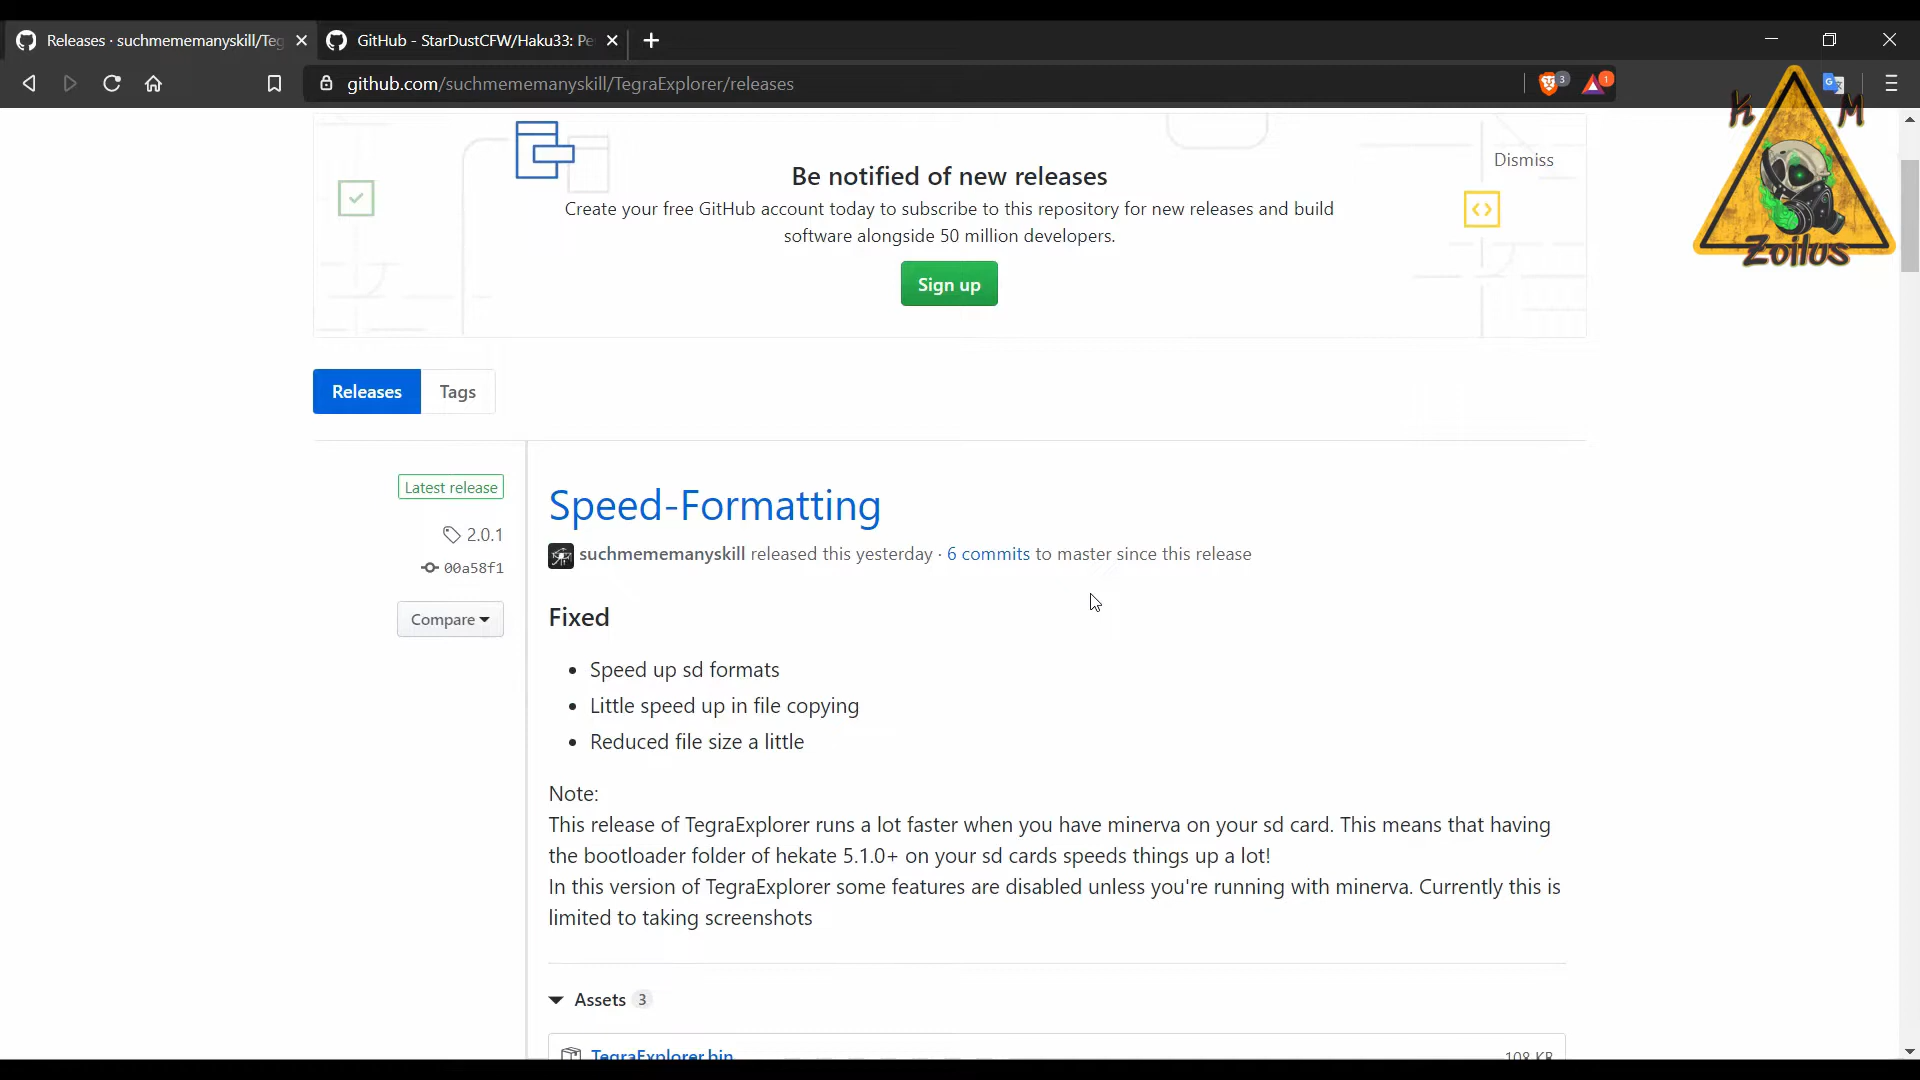 Releases · suchmememanyskill/Teg
GitHub - StarDustCFW/Haku33: Pe
github.com/suchmememanyskill/TegraExplorer/releases
3
1
K M
Zoilus
Dismiss
Be notified of new releases
Create your free GitHub account today to subscribe to this repository for new releases and build
software alongside 50 million developers.
Sign up
Releases
Tags
Latest release
2.0.1
00a58f1
Compare
Speed-Formatting
suchmememanyskill released this yesterday · 6 commits to master since this release
Fixed
• Speed up sd formats
• Little speed up in file copying
• Reduced file size a little
Note:
This release of TegraExplorer runs a lot faster when you have minerva on your sd card. This means that having
the bootloader folder of hekate 5.1.0+ on your sd cards speeds things up a lot!
In this version of TegraExplorer some features are disabled unless you're running with minerva. Currently this is
limited to taking screenshots
Assets 3
TegraExplorer.bin
108 KB